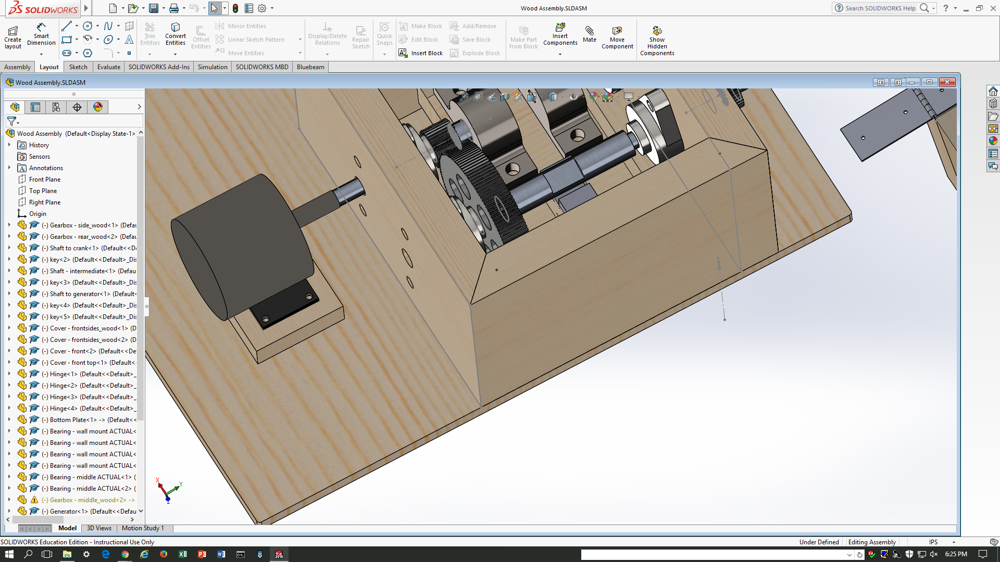 SOLIDWORKS
Wood Assembly.SLDASM
Search SOLIDWORKS Help
Create layout
Smart Dimension
Trim Entities
Convert Entities
Offset Entities
Mirror Entities
Linear Sketch Pattern
Move Entities
Display/Delete Relations
Repair Sketch
Quick Snaps
Make Block
Edit Block
Insert Block
Add/Remove
Save Block
Explode Block
Make Part from Block
Insert Components
Mate
Move Component
Show Hidden Components
Assembly
Layout
Sketch
Evaluate
SOLIDWORKS Add-Ins
Simulation
SOLIDWORKS MBD
Bluebeam
Wood Assembly.SLDASM
Wood Assembly (Default<Display State-1>
History
Sensors
Annotations
Front Plane
Top Plane
Right Plane
Origin
(-) Gearbox - side_wood<1> (Defau
(-) Gearbox - rear_wood<2> (Defau
(-) Shaft to crank<1> (Default<<D
(-) key<2> (Default<<Default>_Dis
(-) Shaft - intermediate<1> (Defau
(-) key<3> (Default<<Default>_Dis
(-) Shaft to generator<1> (Default<
(-) key<4> (Default<<Default>_Dis
(-) key<5> (Default<<Default>_Dis
(-) Cover - frontsides_wood<1> (D
(-) Cover - frontsides_wood<2> (D
(-) Cover - front<2> (Default<<De
(-) Cover - front top<1> (Default<
(-) Hinge<1> (Default<<Default>_
(-) Hinge<2> (Default<<Default>_
(-) Hinge<3> (Default<<Default>_
(-) Hinge<4> (Default<<Default>_
(-) Bottom Plate<1> -> (Default<<
(-) Bearing - wall mount ACTUAL<
(-) Bearing - wall mount ACTUAL<
(-) Bearing - wall mount ACTUAL<
(-) Bearing - wall mount ACTUAL<
(-) Bearing - middle ACTUAL<1> (
(-) Bearing - middle ACTUAL<2> (
(-) Gearbox - middle_wood<2> ->
(-) Generator<1> (Default<<Defau
X
Y
Z
Model
3D Views
Motion Study 1
SOLIDWORKS Education Edition - Instructional Use Only
Under Defined
Editing Assembly
IPS
6:25 PM